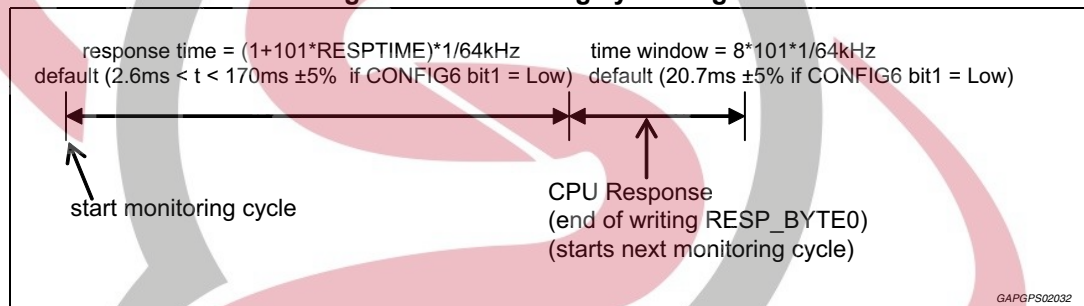 response time = (1+101*RESPTIME)*1/64kHz
default (2.6ms < t < 170ms ±5%  if CONFIG6 bit1 = Low)
time window = 8*101*1/64kHz
default (20.7ms ±5% if CONFIG6 bit1 = Low)
start monitoring cycle
CPU Response
(end of writing RESP_BYTE0)
(starts next monitoring cycle)
GAPGPS02032